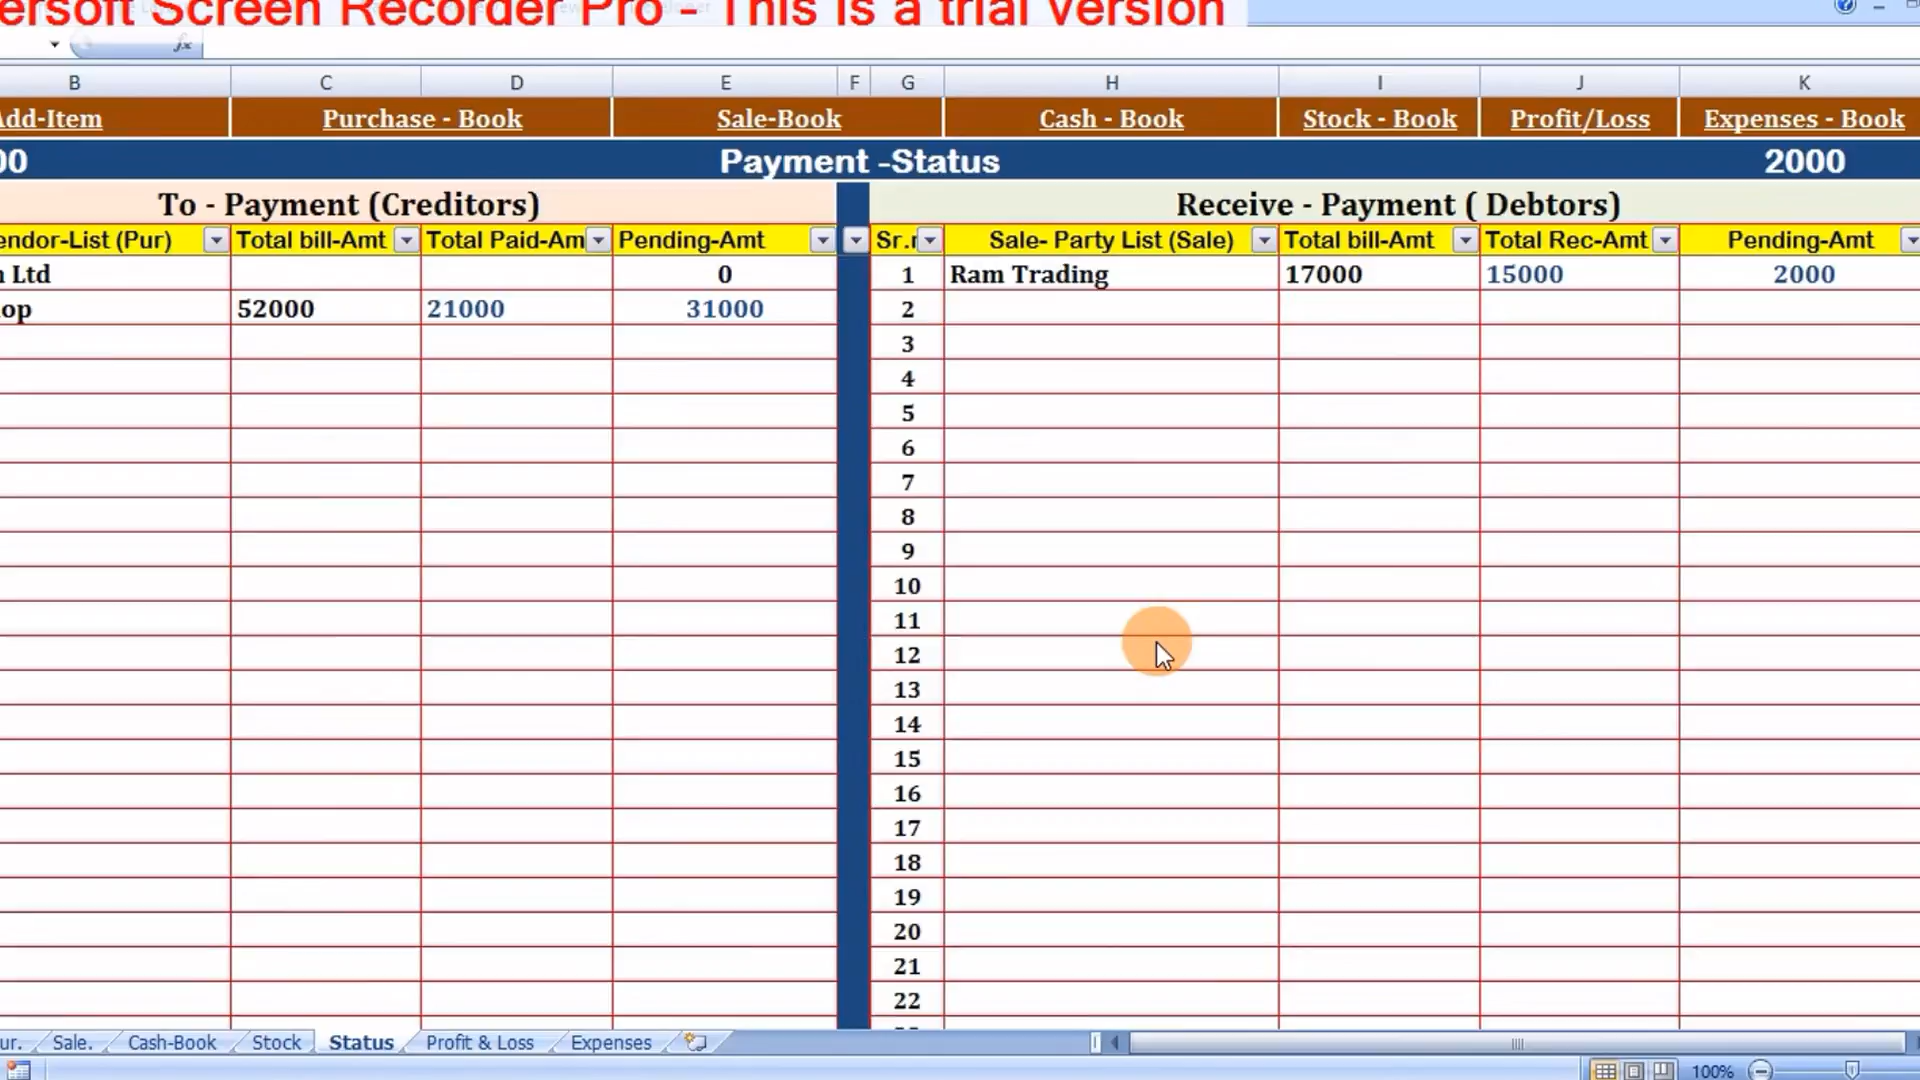 ersoft Screen Recorder Pro - This is a trial version
fx
B C D E F G H I J K
Add-Item Purchase - Book Sale-Book Cash - Book Stock - Book Profit/Loss Expenses - Book
00 Payment -Status 2000
To - Payment (Creditors) Receive - Payment ( Debtors)
endor-List (Pur) Total bill-Amt Total Paid-Am Pending-Amt Sr.r Sale- Party List (Sale) Total bill-Amt Total Rec-Amt Pending-Amt
n Ltd 0 1 Ram Trading 17000 15000 2000
op 52000 21000 31000 2
3
4
5
6
7
8
9
10
11
12
13
14
15
16
17
18
19
20
21
22
ur. Sale. Cash-Book Stock Status Profit & Loss Expenses
100%